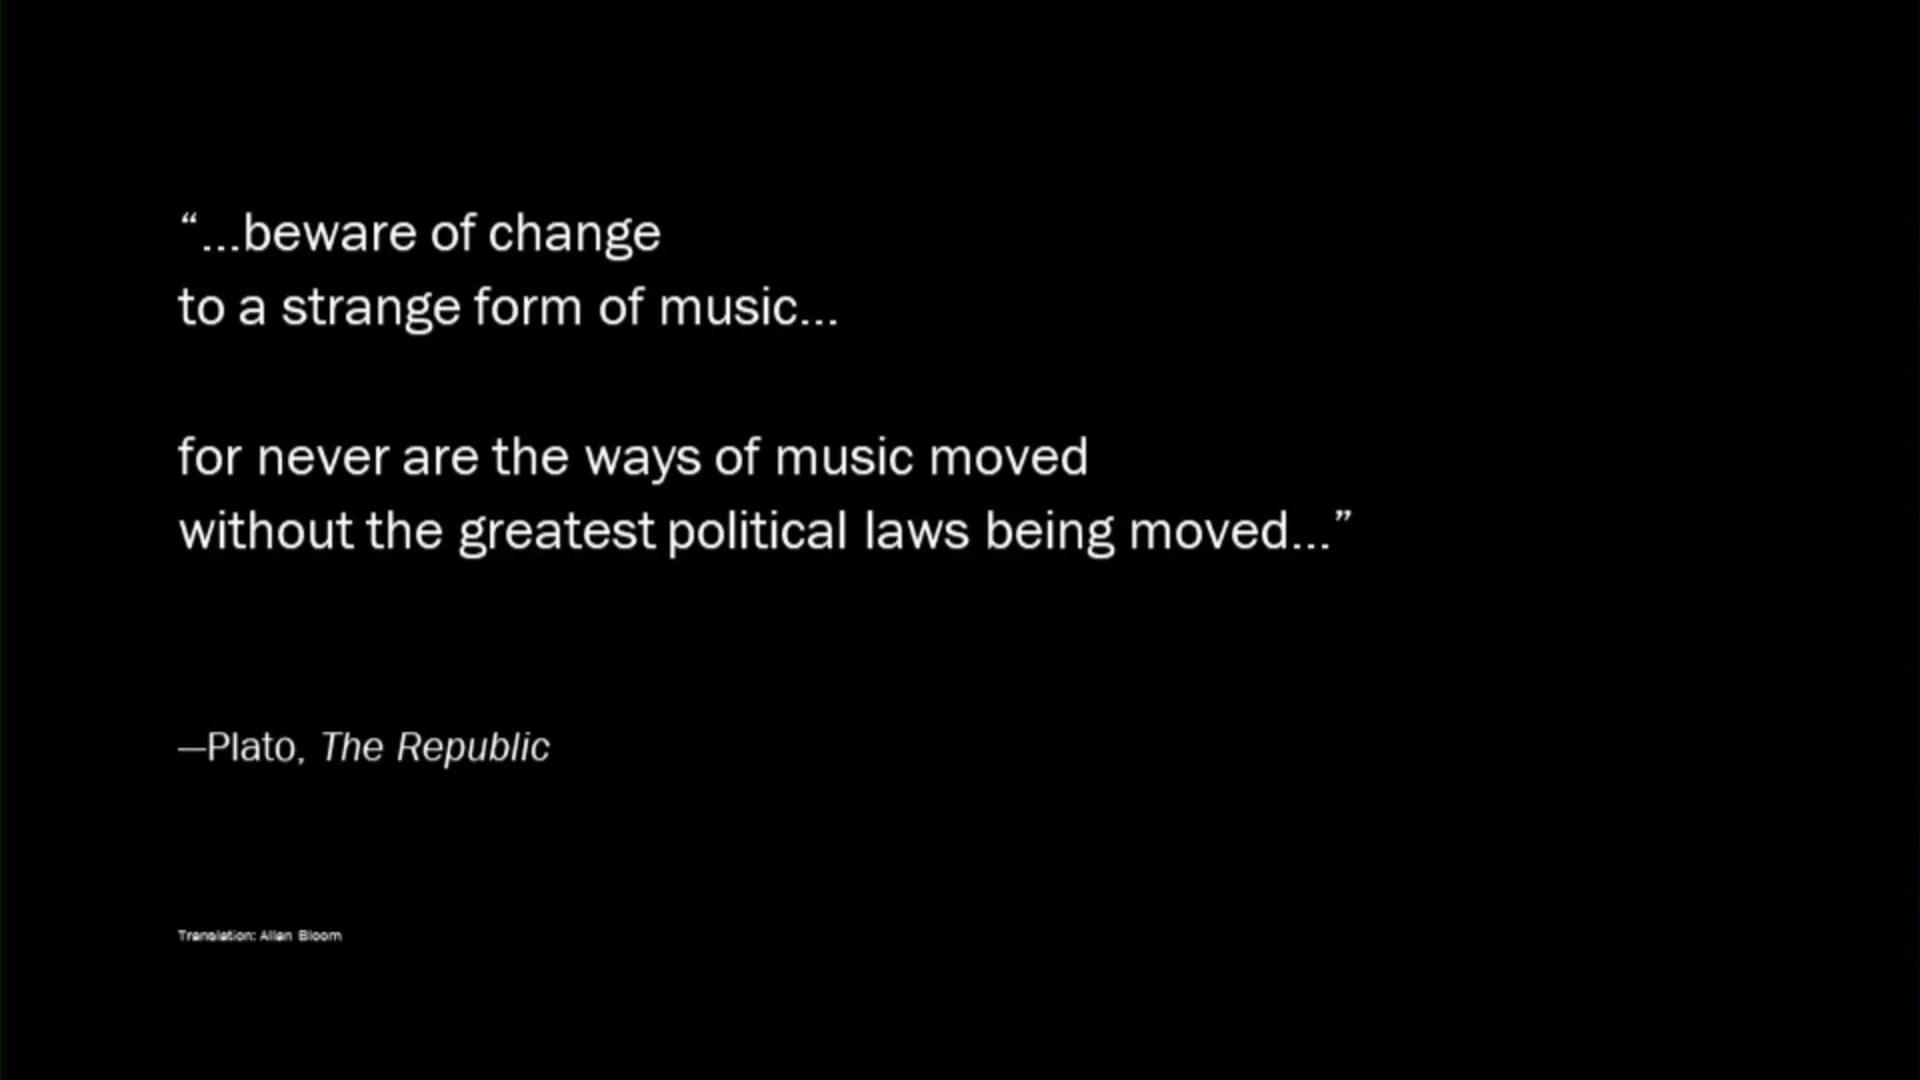 “...beware of change
to a strange form of music...
for never are the ways of music moved
without the greatest political laws being moved...”
—Plato, The Republic
Translation: Allan Bloom